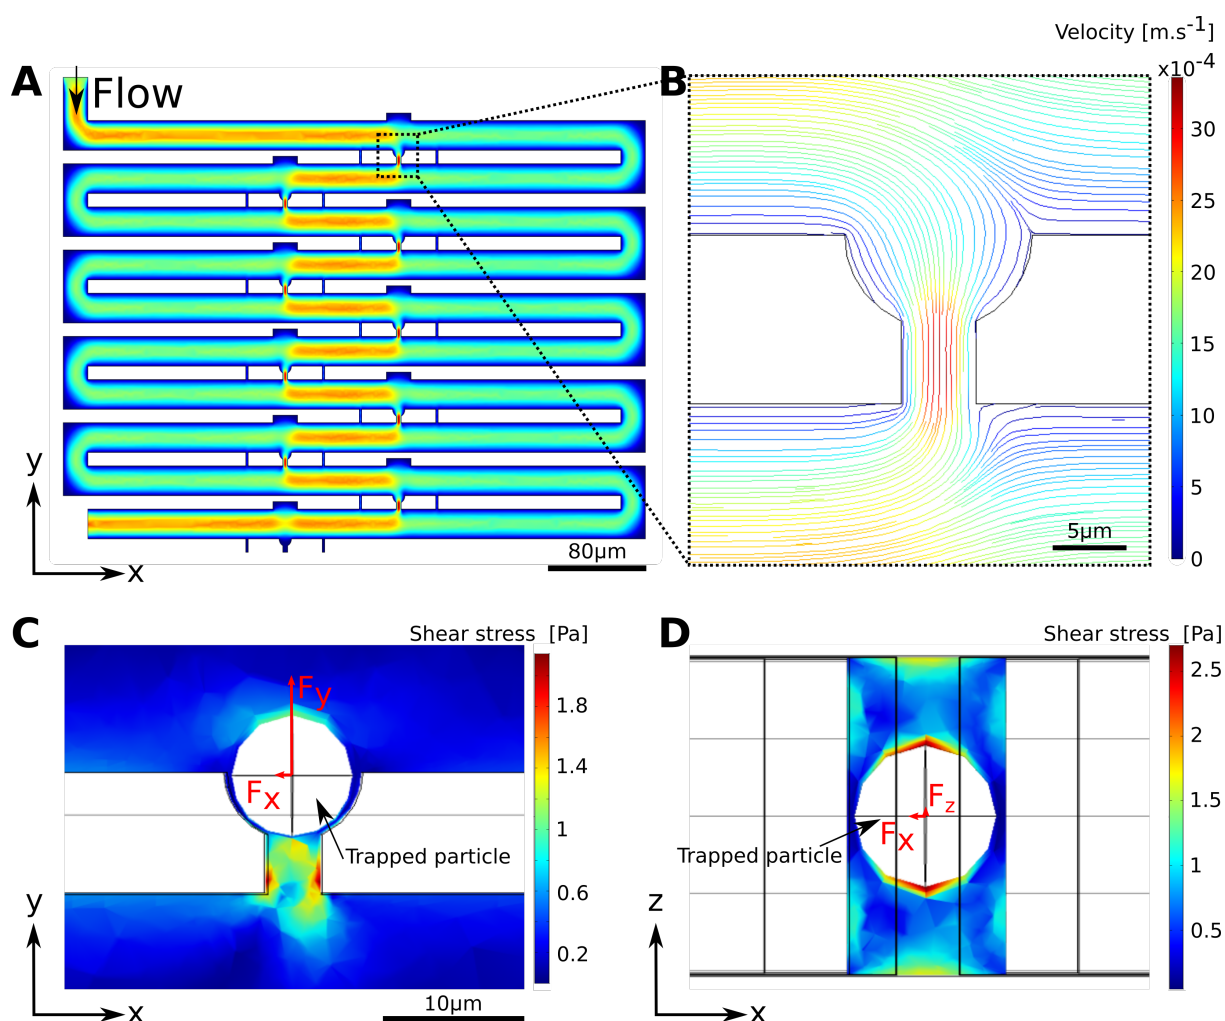 A
Flow
y
x
80µm
B
Velocity [m.s-1]
x10-4
30
25
20
15
10
5
0
5µm
C
Shear stress [Pa]
1.8
1.4
1
0.6
0.2
Fy
Fx
Trapped particle
y
x
10µm
D
Shear stress [Pa]
2.5
2
1.5
1
0.5
Fz
Fx
Trapped particle
z
x